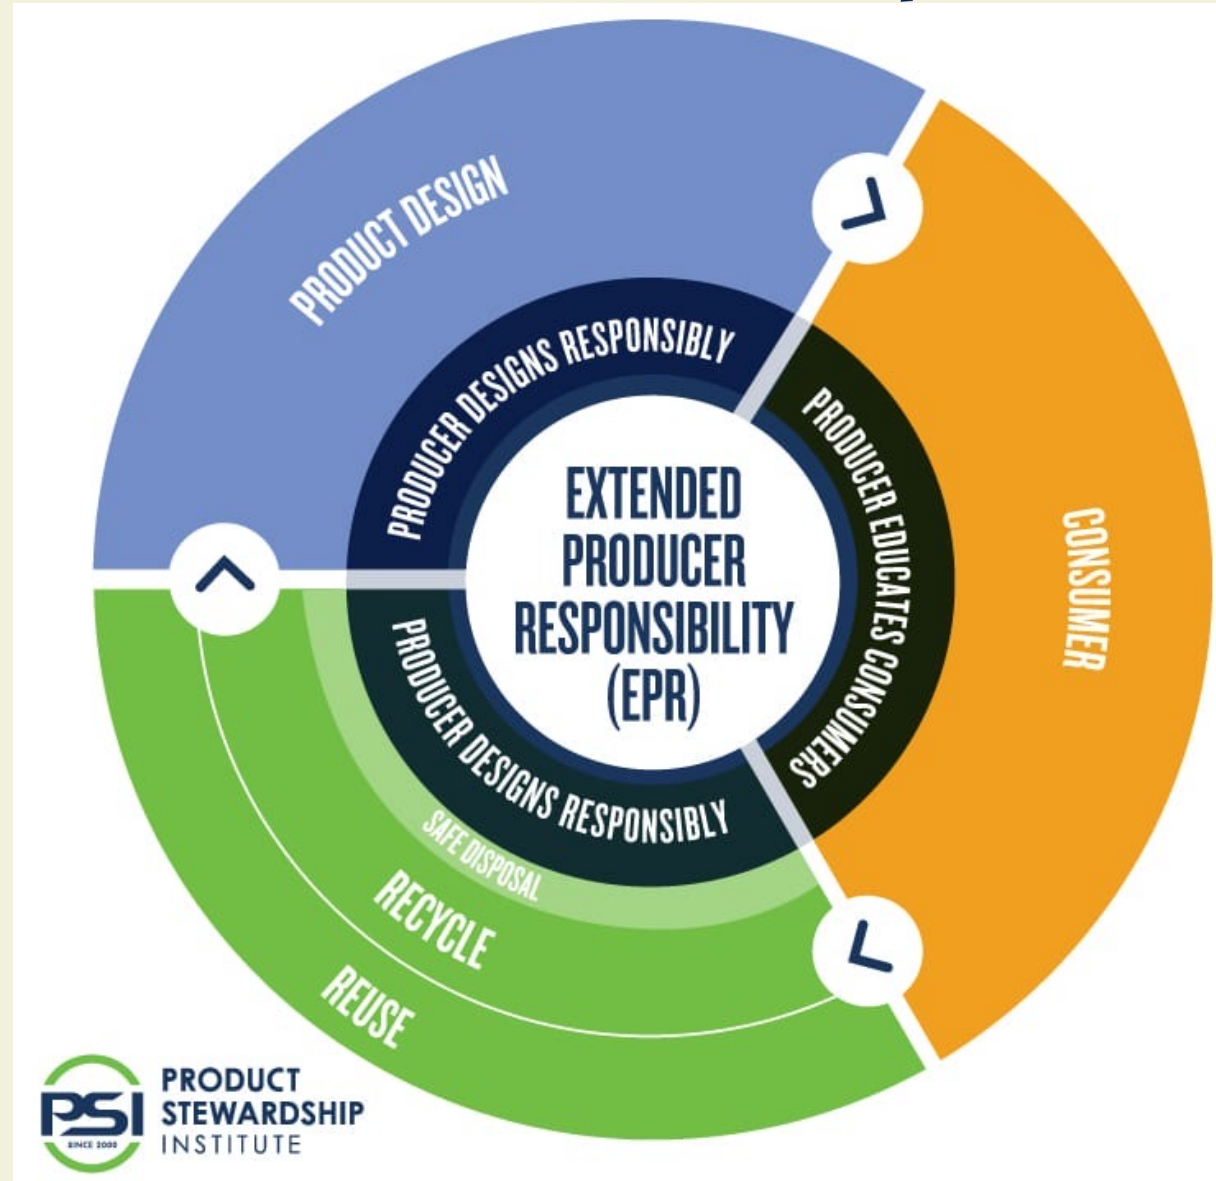 PRODUCT DESIGN
PRODUCER DESIGNS RESPONSIBLY
CONSUMER
PRODUCER EDUCATES CONSUMERS
EXTENDED
PRODUCER
RESPONSIBILITY
(EPR)
PRODUCER DESIGNS RESPONSIBLY
SAFE DISPOSAL
RECYCLE
REUSE
PSI
SINCE 2000
PRODUCT
STEWARDSHIP
INSTITUTE